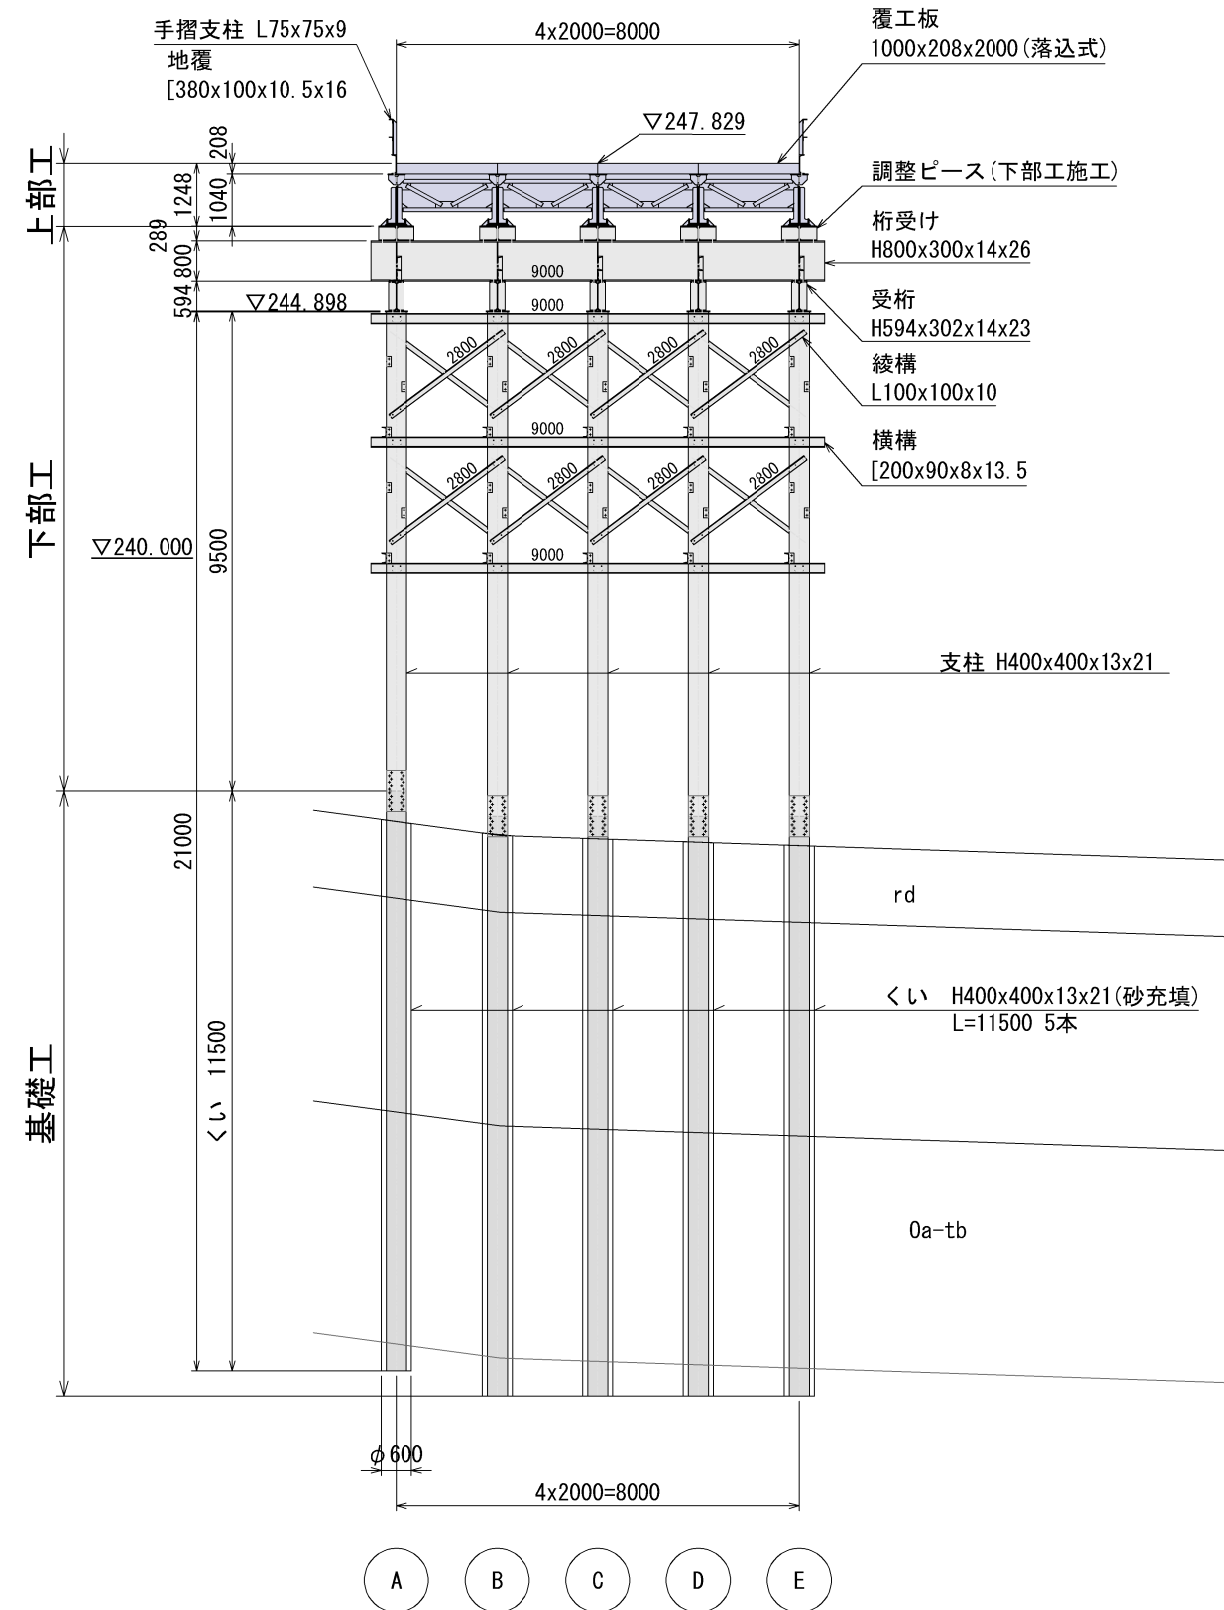 手摺支柱 L75x75x9
地覆
[380x100x10.5x16
4x2000=8000
覆工板
1000x208x2000(落込式)
▽247.829
調整ピース(下部工施工)
桁受け
H800x300x14x26
受桁
H594x302x14x23
綾構
L100x100x10
横構
[200x90x8x13.5
上部工
下部工
基礎工
208
1248
1040
289
800
594
▽244.898
9000
9000
2800
2800
2800
2800
9000
2800
2800
2800
2800
9000
▽240.000
9500
支柱 H400x400x13x21
21000
rd
くい H400x400x13x21(砂充填)
L=11500 5本
くい 11500
Oa-tb
φ600
4x2000=8000
A
B
C
D
E